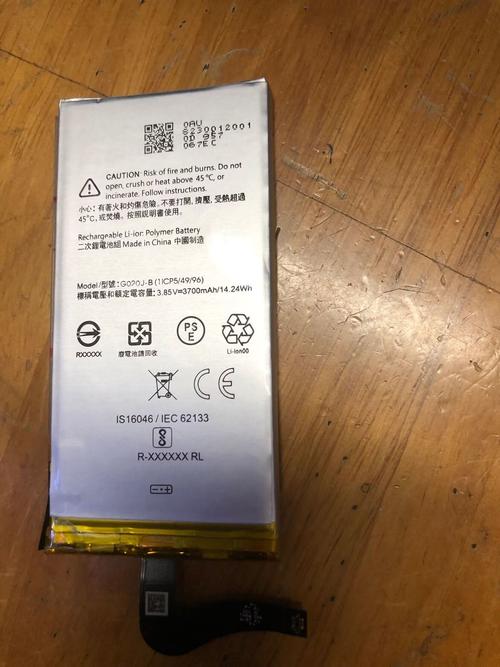 0AU
8230012001
0D 957
067EC
CAUTION: Risk of fire and burns. Do not
open, crush or heat above 45°C, or
incinerate. Follow instructions.
小心: 有著火和灼傷危險, 不要打開, 擠壓, 受熱超過
45°C, 或焚燒。按照說明書使用。
Rechargeable Li-ion: Polymer Battery
二次鋰電池組 Made in China 中國制造
Model/型號: G020J-B (1ICP5/49/96)
標稱電壓和額定電容量: 3.85V=3700mAh/14.24Wh
RXXXXX
廢電池請回收
PS
E
Li-Ion00
CE
IS16046 / IEC 62133
R-XXXXXX RL
- +